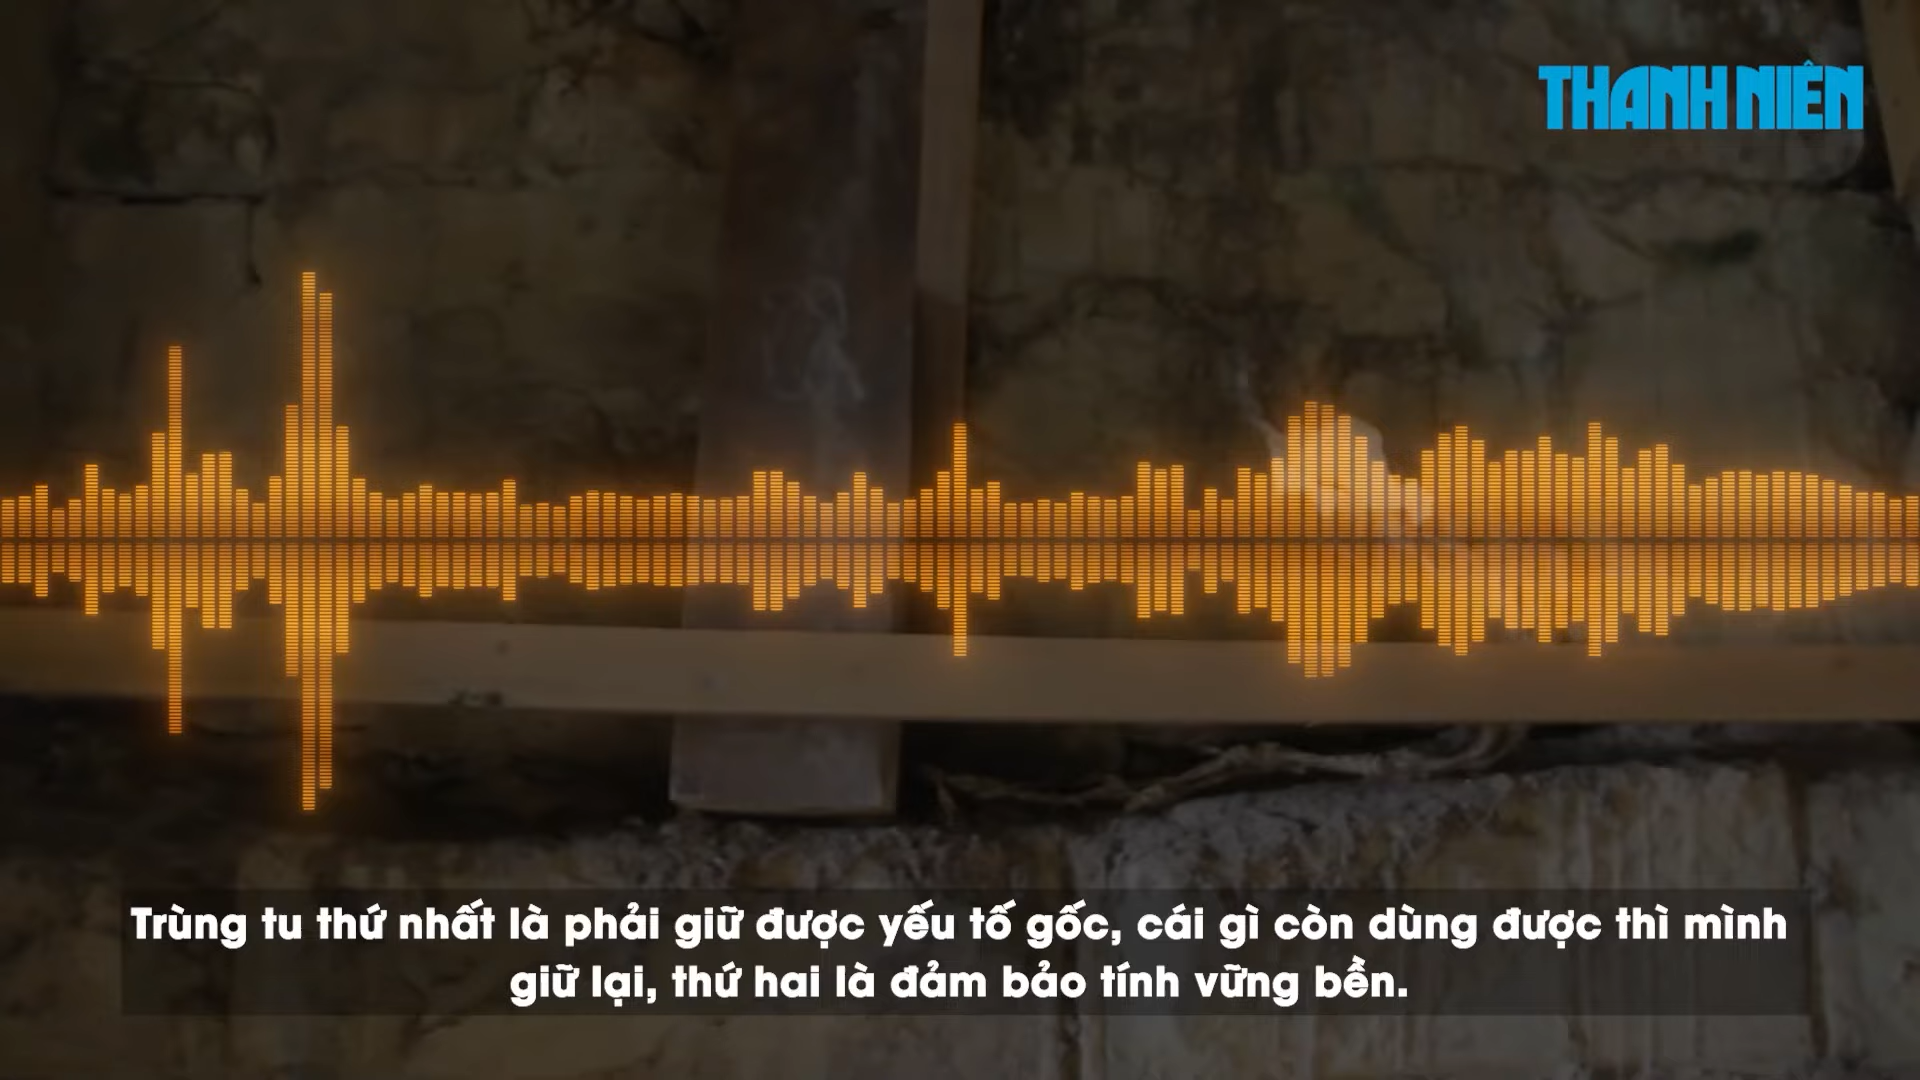 THANH NIÊN
Trùng tu thứ nhất là phải giữ được yếu tố gốc, cái gì còn dùng được thì mình
giữ lại, thứ hai là đảm bảo tính vững bền.